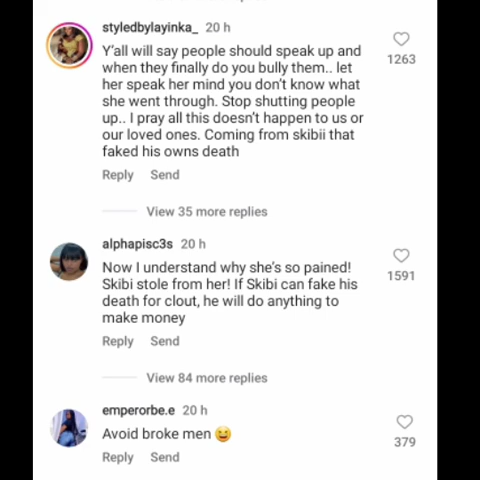 styledbylayinka_ 20 h
Y'all will say people should speak up and
when they finally do you bully them.. let
her speak her mind you don't know what
she went through. Stop shutting people
up.. I pray all this doesn't happen to us or
our loved ones. Coming from skibii that
faked his owns death
1263
Reply Send
View 35 more replies
alphapisc3s 20 h
Now I understand why she's so pained!
Skibi stole from her! If Skibi can fake his
death for clout, he will do anything to
make money
1591
Reply Send
View 84 more replies
emperorbe.e 20 h
Avoid broke men 😆
379
Reply Send